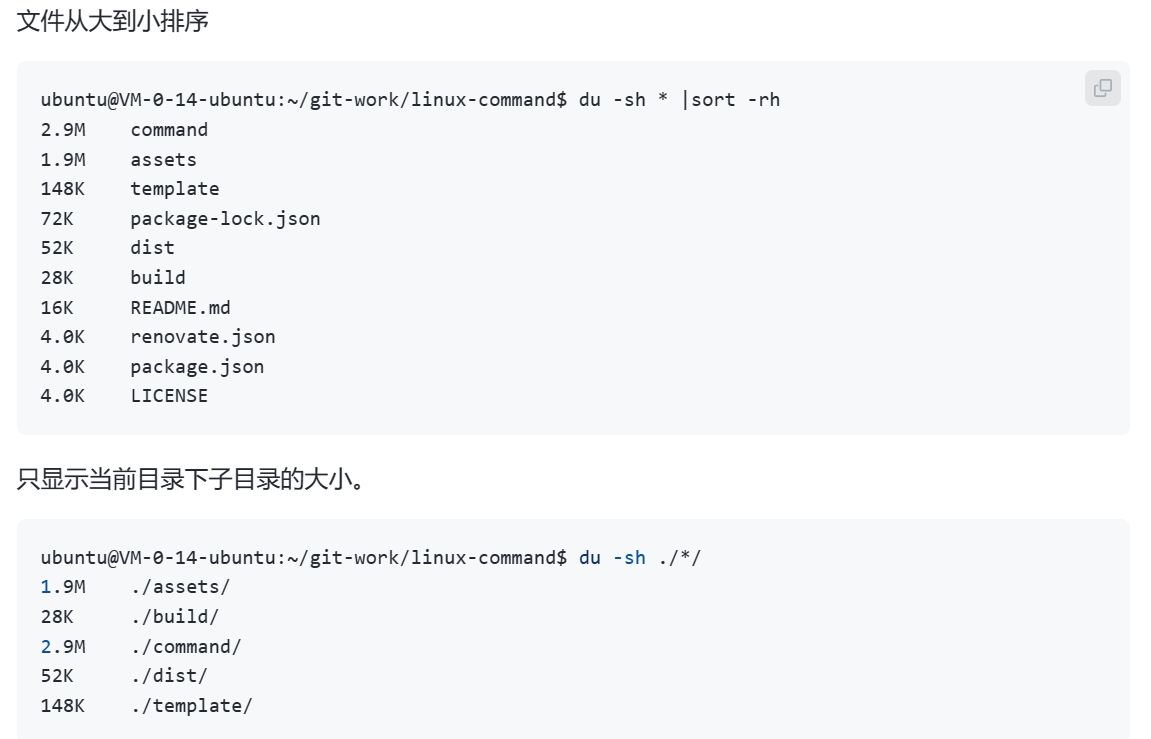 文件从大到小排序
ubuntu@VM-0-14-ubuntu:~/git-work/linux-command$ du -sh * |sort -rh
2.9M    command
1.9M    assets
148K    template
72K     package-lock.json
52K     dist
28K     build
16K     README.md
4.0K    renovate.json
4.0K    package.json
4.0K    LICENSE
只显示当前目录下子目录的大小。
ubuntu@VM-0-14-ubuntu:~/git-work/linux-command$ du -sh ./*/
1.9M    ./assets/
28K     ./build/
2.9M    ./command/
52K     ./dist/
148K    ./template/